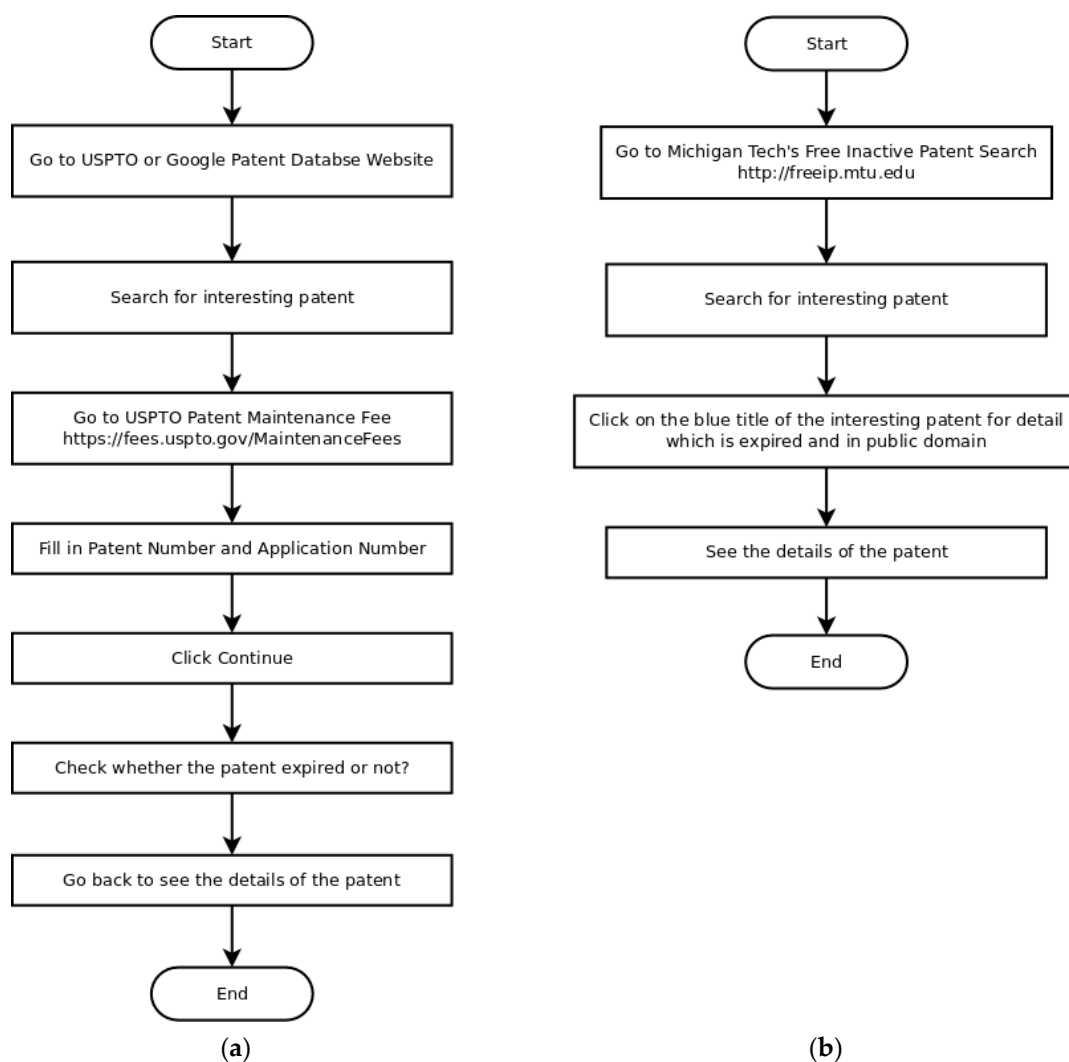 Start
Go to USPTO or Google Patent Databse Website
Search for interesting patent
Go to USPTO Patent Maintenance Fee
https://fees.uspto.gov/MaintenanceFees
Fill in Patent Number and Application Number
Click Continue
Check whether the patent expired or not?
Go back to see the details of the patent
End
(a)
Start
Go to Michigan Tech's Free Inactive Patent Search
http://freeip.mtu.edu
Search for interesting patent
Click on the blue title of the interesting patent for detail
which is expired and in public domain
See the details of the patent
End
(b)